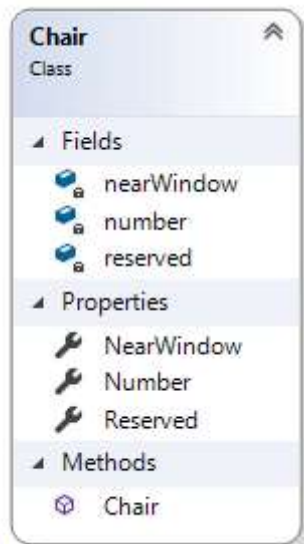 Chair
Class
Fields
nearWindow
number
reserved
Properties
NearWindow
Number
Reserved
Methods
Chair